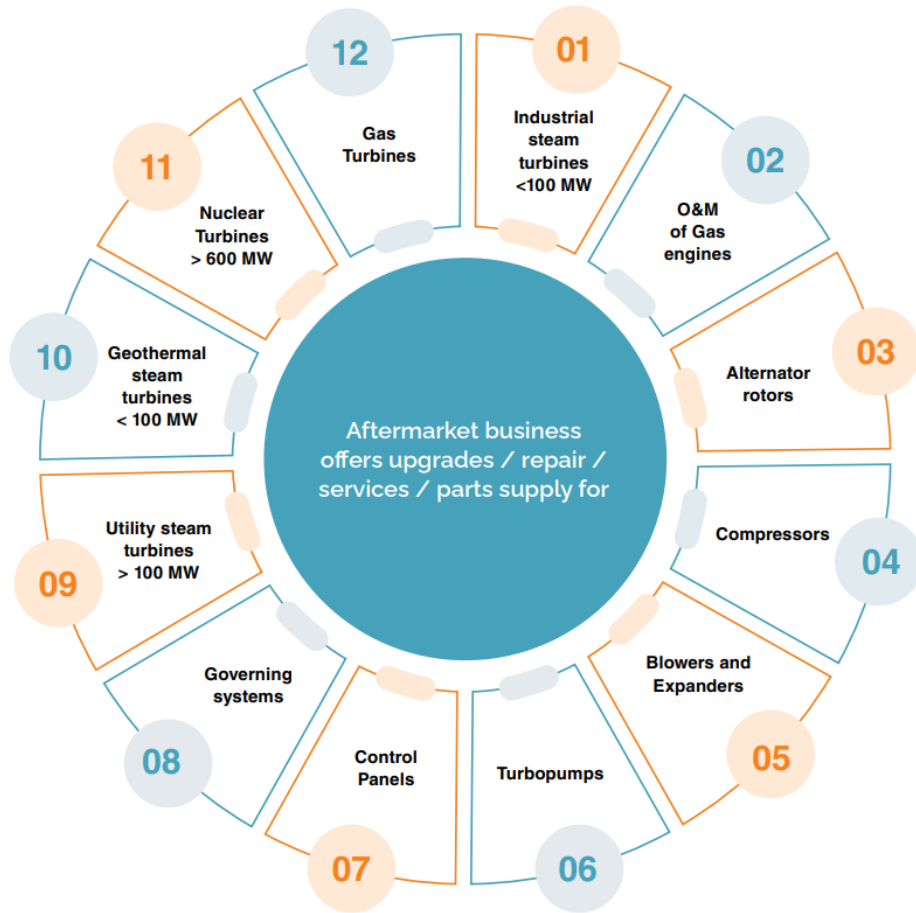 Aftermarket business
offers upgrades / repair /
services / parts supply for
01
Industrial
steam
turbines
<100 MW
02
O&M
of Gas
engines
03
Alternator
rotors
04
Compressors
05
Blowers and
Expanders
06
Turbopumps
07
Control
Panels
08
Governing
systems
09
Utility steam
turbines
> 100 MW
10
Geothermal
steam
turbines
< 100 MW
11
Nuclear
Turbines
> 600 MW
12
Gas
Turbines